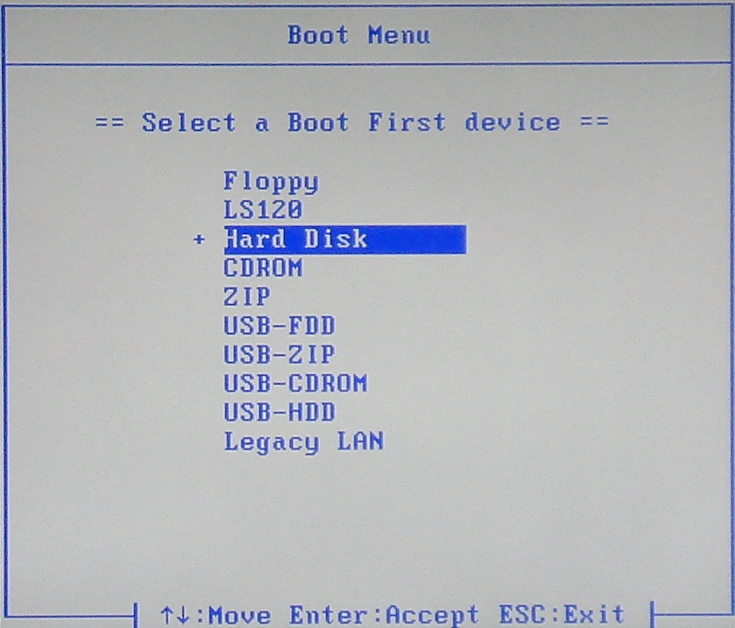 Boot Menu
== Select a Boot First device ==
Floppy
LS120
+ Hard Disk
CDROM
ZIP
USB-FDD
USB-ZIP
USB-CDROM
USB-HDD
Legacy LAN
↑↓:Move Enter:Accept ESC:Exit